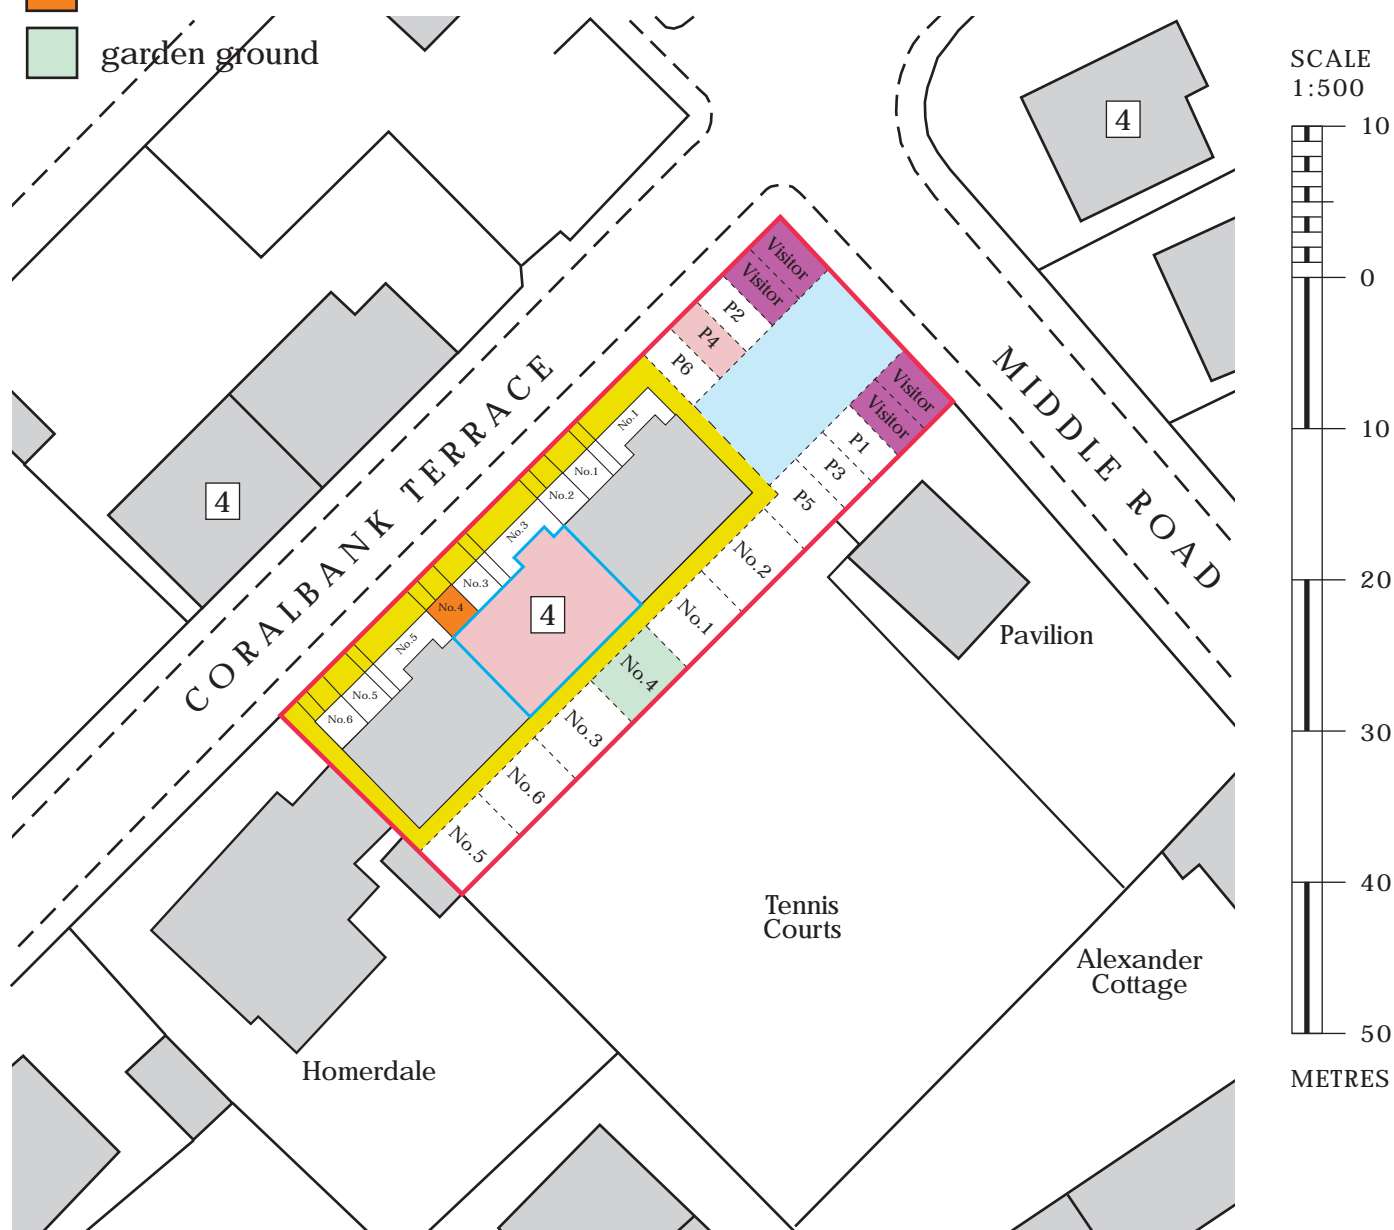 garden ground
SCALE
1:500
10
0
10
20
30
40
50
METRES
4
4
4
CORALBANK TERRACE
MIDDLE ROAD
Visitor
Visitor
P2
P4
P6
Visitor
Visitor
P1
P3
P5
No.1
No.1
No.2
No.3
No.3
No.4
No.5
No.5
No.6
No.2
No.1
No.4
No.3
No.6
No.5
Pavilion
Tennis
Courts
Alexander
Cottage
Homerdale